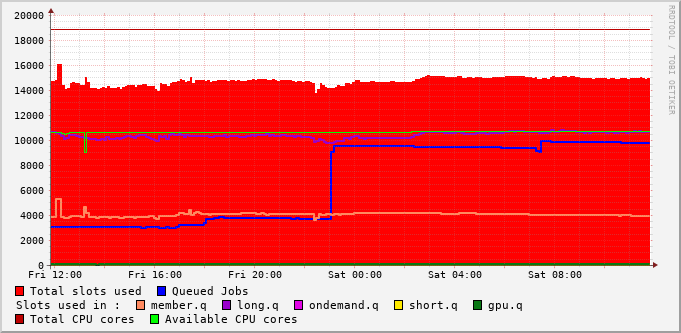 20000
18000
16000
14000
12000
10000
8000
6000
4000
2000
0
Fri 12:00 Fri 16:00 Fri 20:00 Sat 00:00 Sat 04:00 Sat 08:00
RRDTOOL / TOBI OETIKER
Total slots used Queued Jobs
Slots used in : member.q long.q ondemand.q short.q gpu.q
Total CPU cores Available CPU cores